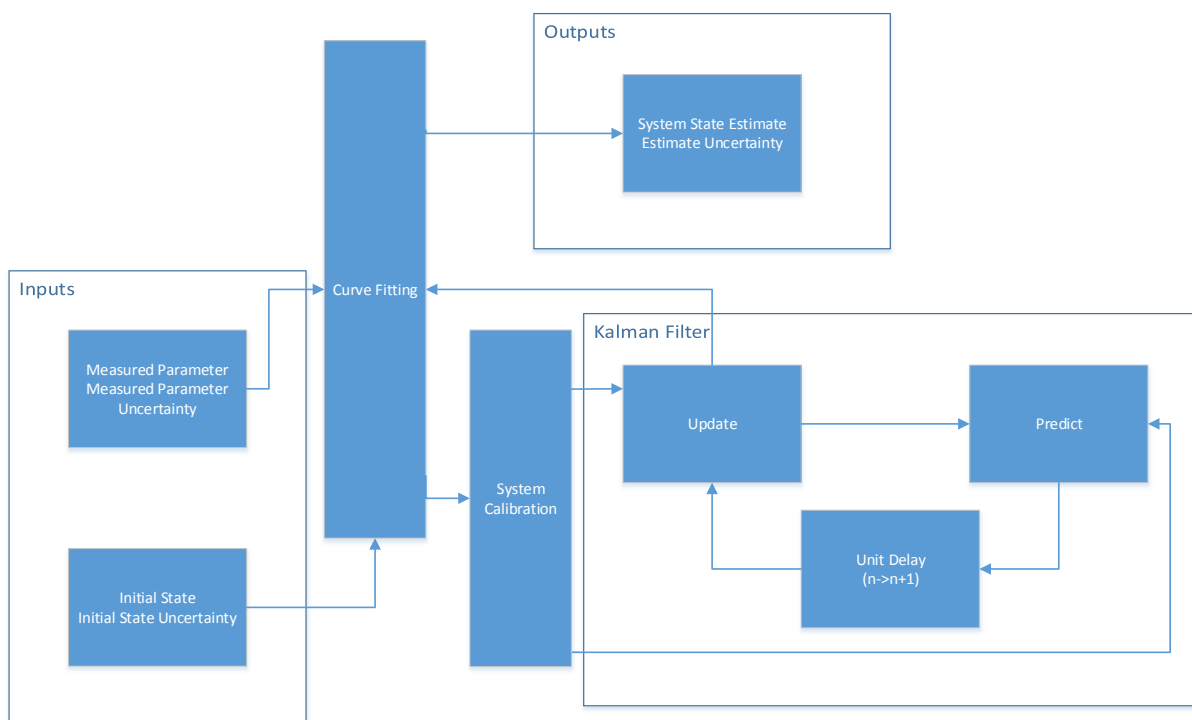 Outputs
System State Estimate
Estimate Uncertainty
Inputs
Curve Fitting
Measured Parameter
Measured Parameter
Uncertainty
Kalman Filter
Update
Predict
System
Calibration
Unit Delay
(n->n+1)
Initial State
Initial State Uncertainty